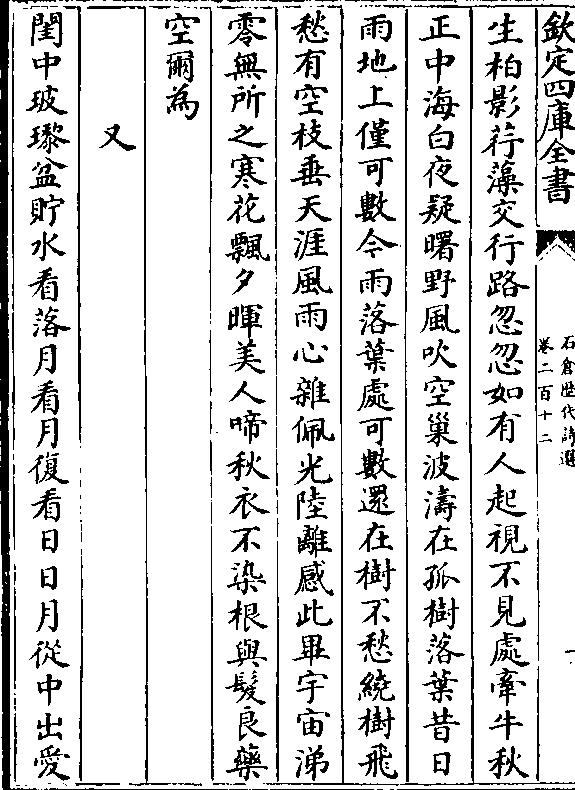 欽定四庫全書
石倉歴代詩選
卷二百十二
一
生柏影荇藻交行路忽忽如有人起視不見處牽牛秋
正中海白夜疑曙野風吹空巢波濤在孤樹落葉昔日
雨地上僅可數今雨落葉處可數還在樹不愁繞樹飛
愁有空枝垂天涯風雨心雜佩光陸離感此畢宇宙涕
零無所之寒花飄夕暉美人啼秋衣不染根與髮良藥
空爾為
又
閨中玻瓈盆貯水看落月看月復看日日月從中出愛